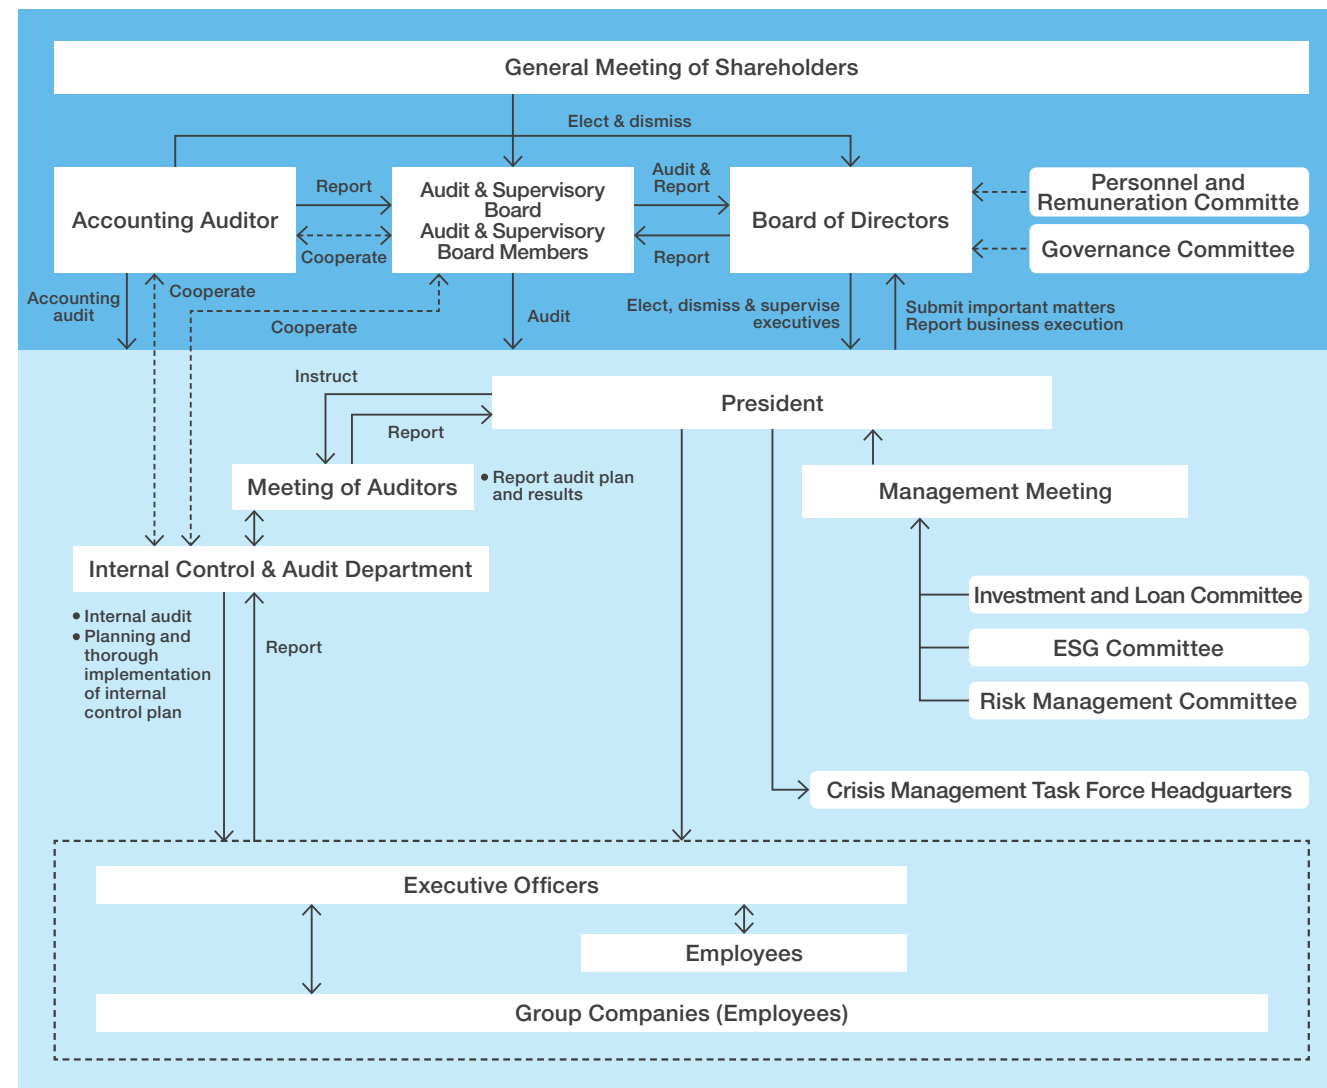 General Meeting of Shareholders
Elect & dismiss
Accounting Auditor
Report
Cooperate
Audit & Supervisory
Board
Audit & Supervisory
Board Members
Audit &
Report
Report
Board of Directors
Personnel and
Remuneration Committe
Governance Committee
Accounting
audit
Cooperate
Cooperate
Audit
Elect, dismiss & supervise
executives
Submit important matters
Report business execution
Instruct
Report
President
Meeting of Auditors
• Report audit plan
and results
Management Meeting
Internal Control & Audit Department
• Internal audit
• Planning and
thorough
implementation
of internal
control plan
Report
Investment and Loan Committee
ESG Committee
Risk Management Committee
Crisis Management Task Force Headguarters
Executive Officers
Employees
Group Companies (Employees)